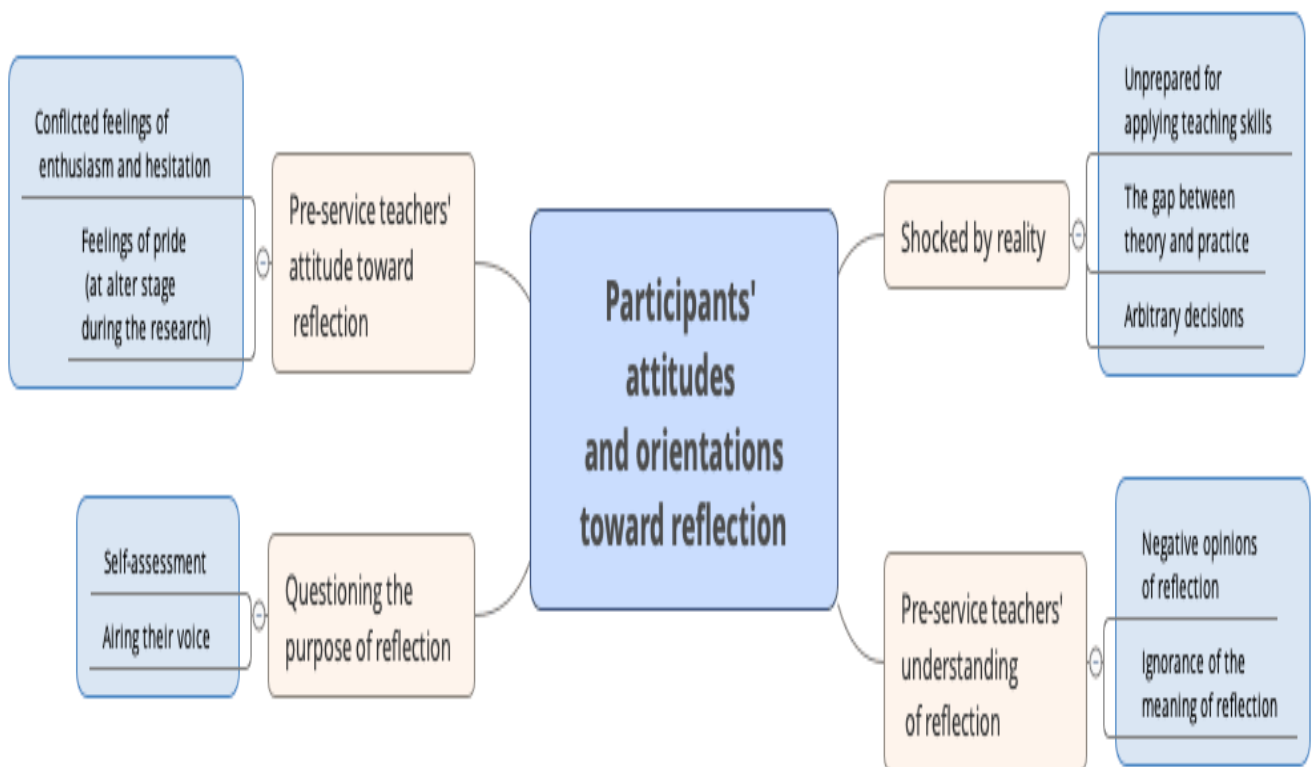 Conflicted feelings of
enthusiasm and hesitation
Feelings of pride
(at alter stage
during the research)
Pre-service teachers'
attitude toward
reflection
Self-assessment
Airing their voice
Questioning the
purpose of reflection
Participants'
attitudes
and orientations
toward reflection
Shocked by reality
Unprepared for
applying teaching skills
The gap between
theory and practice
Arbitrary decisions
Pre-service teachers'
understanding
of reflection
Negative opinions
of reflection
Ignorance of the
meaning of reflection